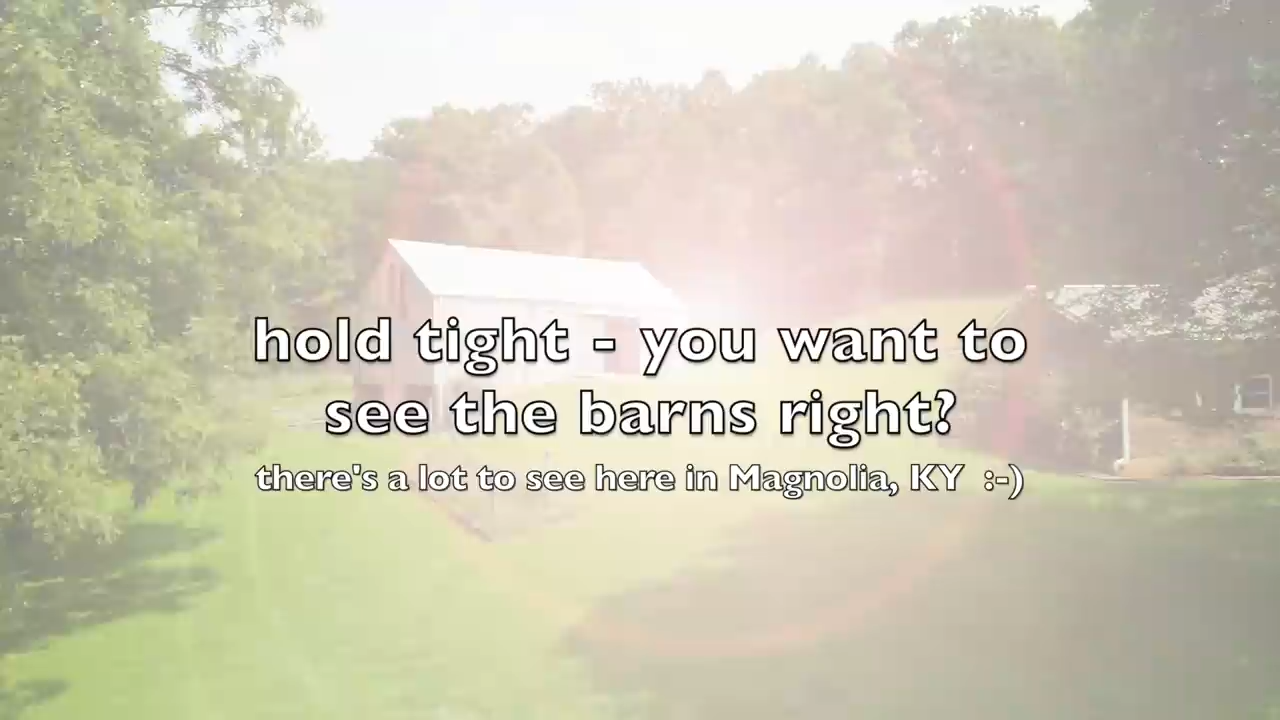 hold tight - you want to
see the barns right?
there's a lot to see here in Magnolia, KY  :-)